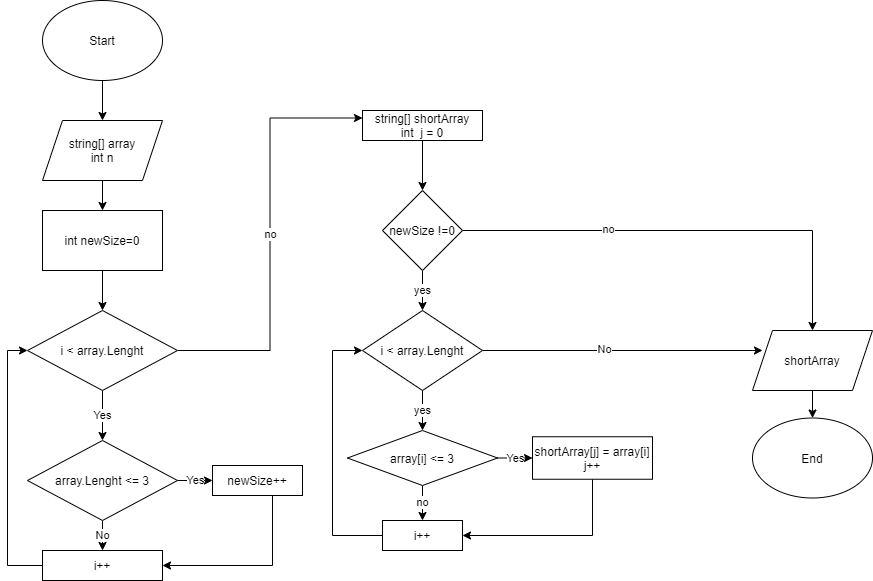 Start
string[] array
int n
int newSize=0
i < array.Lenght
Yes
array.Lenght <= 3
Yes
newSize++
No
i++
no
string[] shortArray
int j = 0
newSize !=0
no
yes
i < array.Lenght
No
yes
array[i] <= 3
Yes
shortArray[j] = array[i]
j++
no
i++
shortArray
End